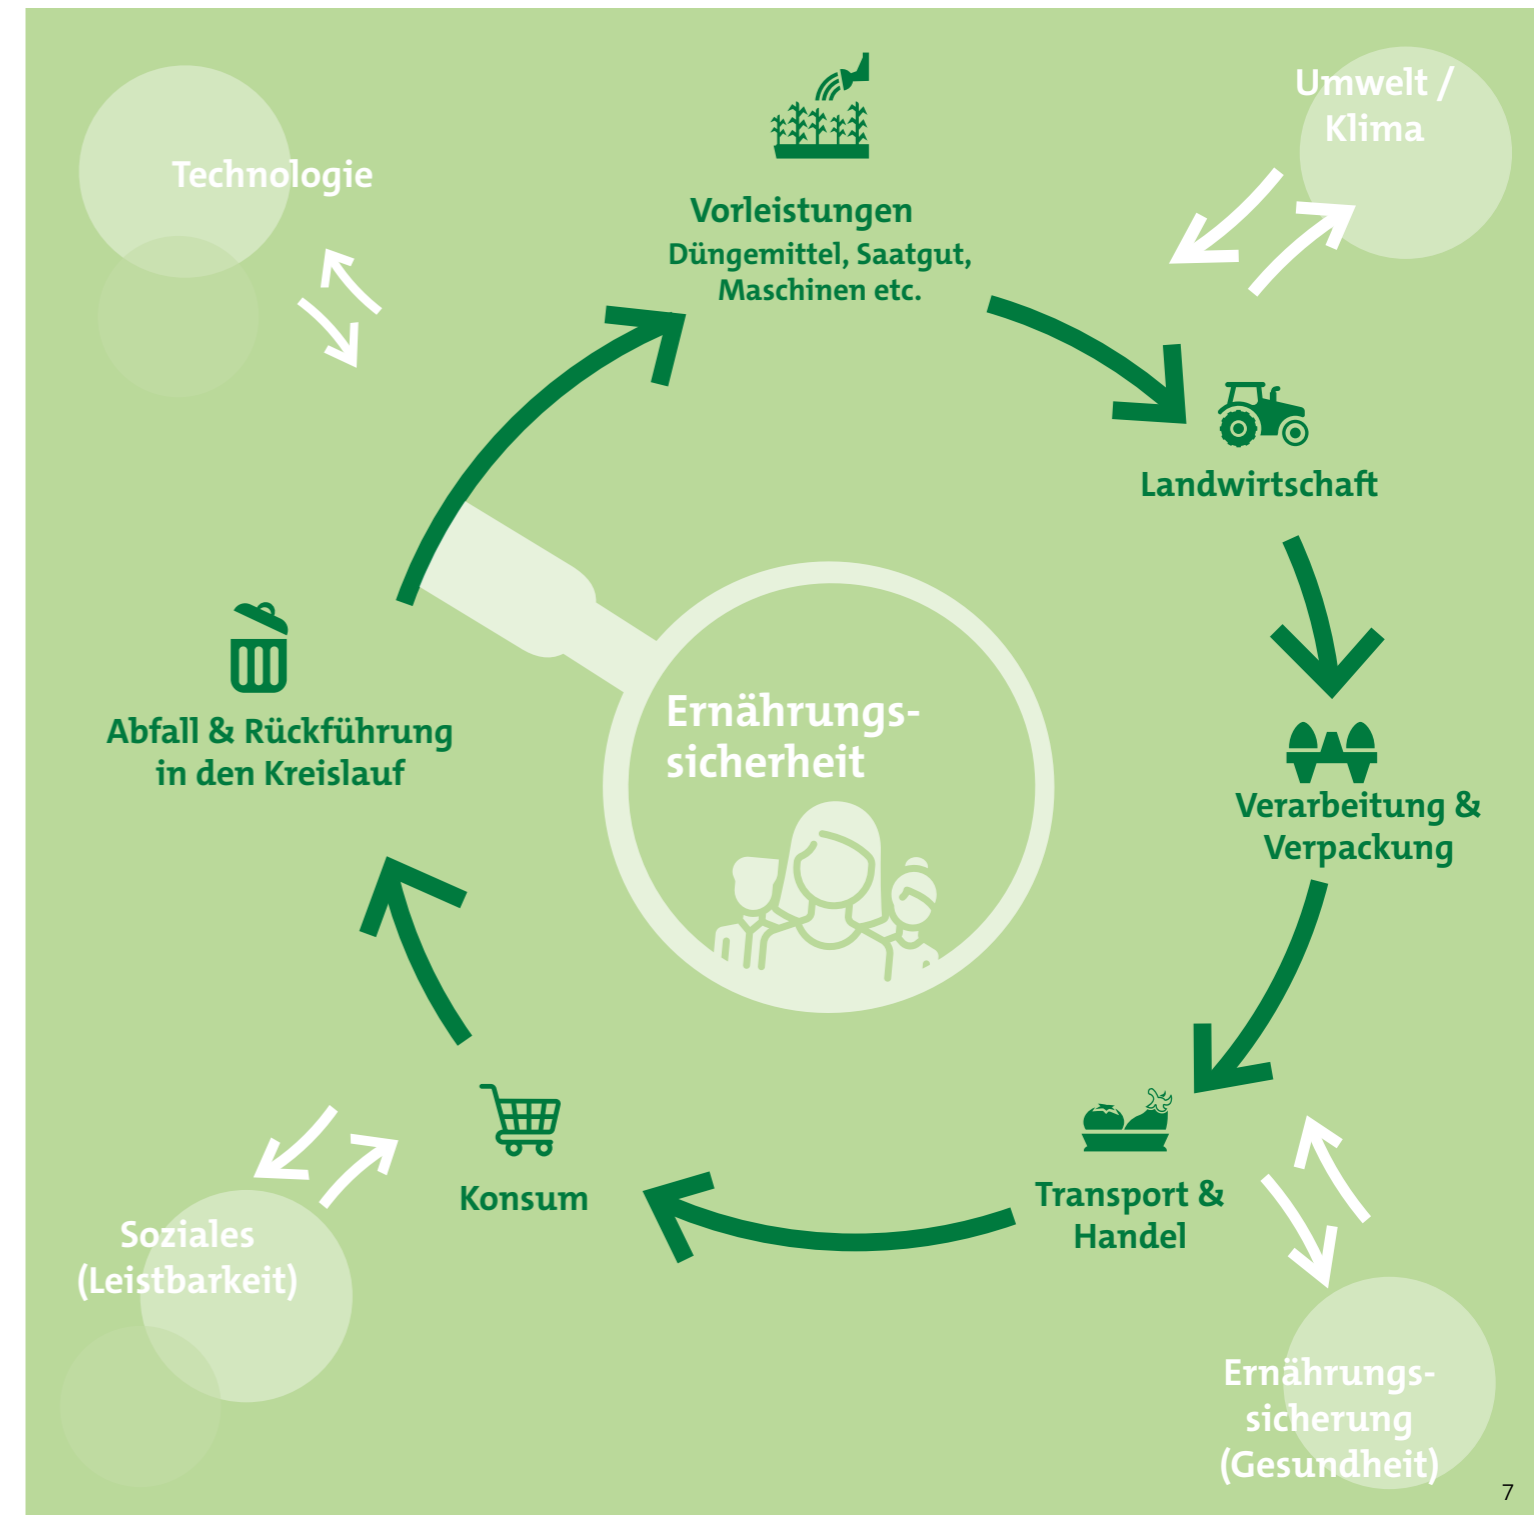 Umwelt /
Klima
Technologie
Vorleistungen
Düngemittel, Saatgut,
Maschinen etc.
Landwirtschaft
Ernährungs-
sicherheit
Abfall & Rückführung
in den Kreislauf
Verarbeitung &
Verpackung
Konsum
Transport &
Handel
Soziales
(Leistbarkeit)
Ernährungs-
sicherung
(Gesundheit)
7